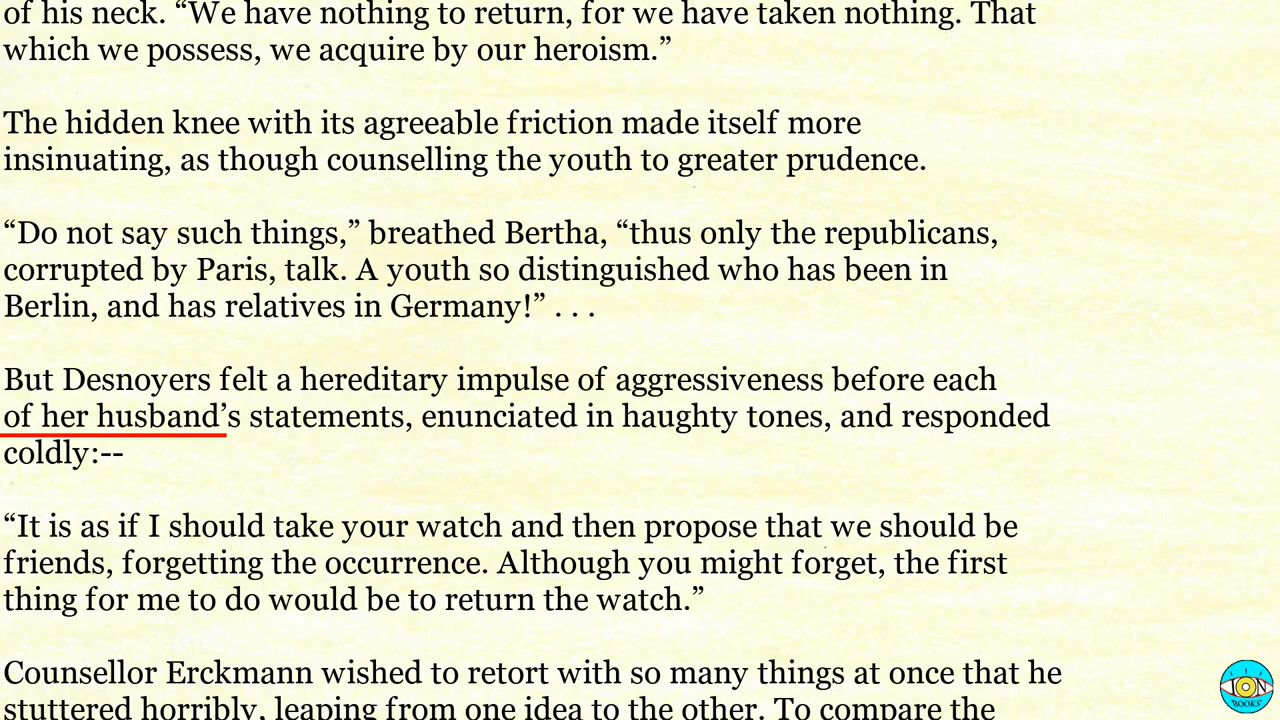 of his neck. “We have nothing to return, for we have taken nothing. That
which we possess, we acquire by our heroism.”
The hidden knee with its agreeable friction made itself more
insinuating, as though counselling the youth to greater prudence.
“Do not say such things,” breathed Bertha, “thus only the republicans,
corrupted by Paris, talk. A youth so distinguished who has been in
Berlin, and has relatives in Germany!” . . .
But Desnoyers felt a hereditary impulse of aggressiveness before each
of her husband’s statements, enunciated in haughty tones, and responded
coldly:--
“It is as if I should take your watch and then propose that we should be
friends, forgetting the occurrence. Although you might forget, the first
thing for me to do would be to return the watch.”
Counsellor Erckmann wished to retort with so many things at once that he
stuttered horribly, leaping from one idea to the other. To compare the
ION
BOOKS